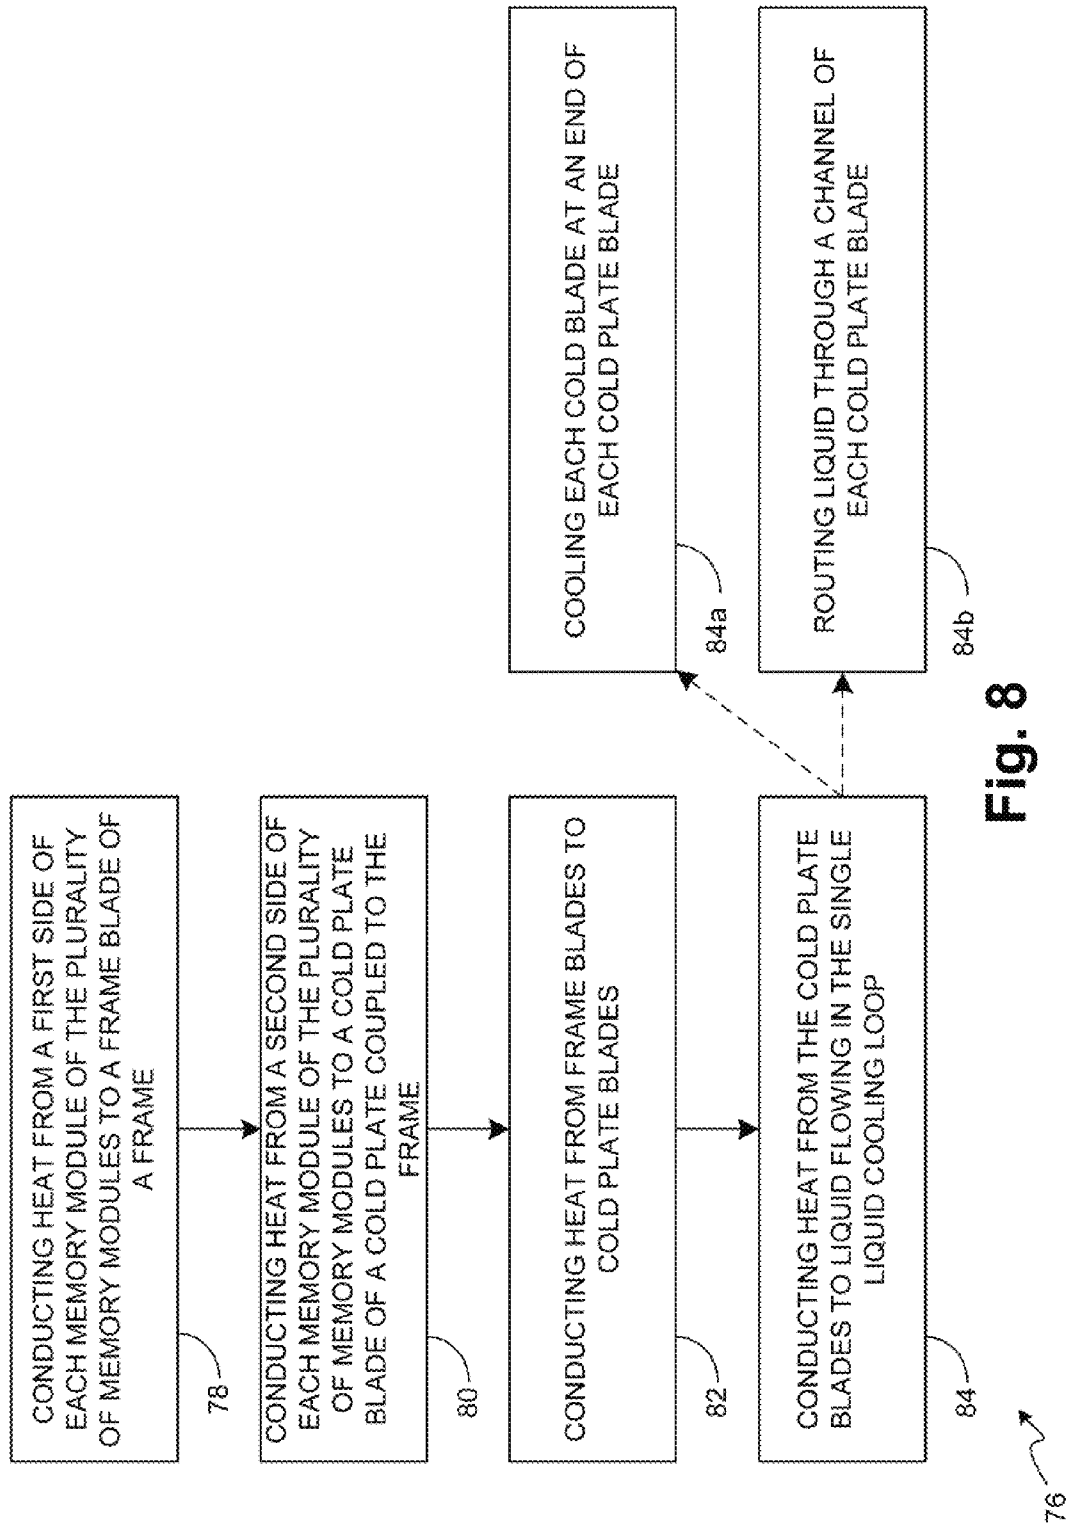 CONDUCTING HEAT FROM A FIRST SIDE OF
EACH MEMORY MODULE OF THE PLURALITY
OF MEMORY MODULES TO A FRAME BLADE OF
A FRAME
78
CONDUCTING HEAT FROM A SECOND SIDE OF
EACH MEMORY MODULE OF THE PLURALITY
OF MEMORY MODULES TO A COLD PLATE
BLADE OF A COLD PLATE COUPLED TO THE
FRAME
80
CONDUCTING HEAT FROM FRAME BLADES TO
COLD PLATE BLADES
82
CONDUCTING HEAT FROM THE COLD PLATE
BLADES TO LIQUID FLOWING IN THE SINGLE
LIQUID COOLING LOOP
84
COOLING EACH COLD BLADE AT AN END OF
EACH COLD PLATE BLADE
84a
ROUTING LIQUID THROUGH A CHANNEL OF
EACH COLD PLATE BLADE
84b
76
Fig. 8